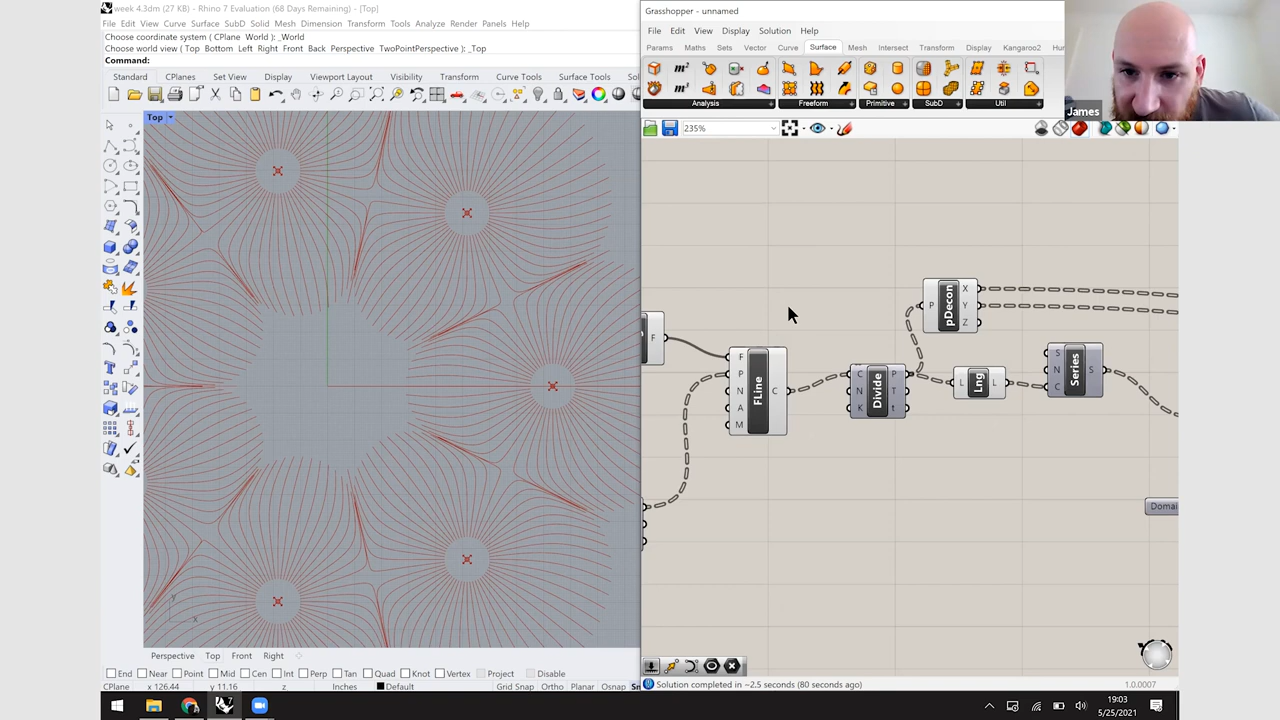 week 4.3dm (27 KB) - Rhino 7 Evaluation (68 Days Remaining) - [Top]
File Edit View Curve Surface SubD Solid Mesh Dimension Transform Tools Analyze Render Panels Help
Choose coordinate system ( CPlane World ): _World
Choose world view ( Top Bottom Left Right Front Back Perspective TwoPointPerspective ): _Top
Command:
Standard CPlanes Set View Display Viewport Layout Visibility Transform Curve Tools Surface Tools
Top
y
x
Perspective Top Front Right
End Near Point Mid Cen Int Perp Tan Quad Knot Vertex Project Disable
CPlane x 126.44 y 11.16 z Inches Default Grid Snap Ortho Planar Osnap
Grasshopper - unnamed
File Edit View Display Solution Help
Params Maths Sets Vector Curve Surface Mesh Intersect Transform Display Kangaroo2
Analysis Freeform Primitive SubD Util
James
235%
F
F P N A M FLine C
C N K Divide P T t
P pDecon X Y Z
L Lng L
S N C Series S
Domai
Solution completed in ~2.5 seconds (80 seconds ago)
1.0.0007
19:03
5/25/2021